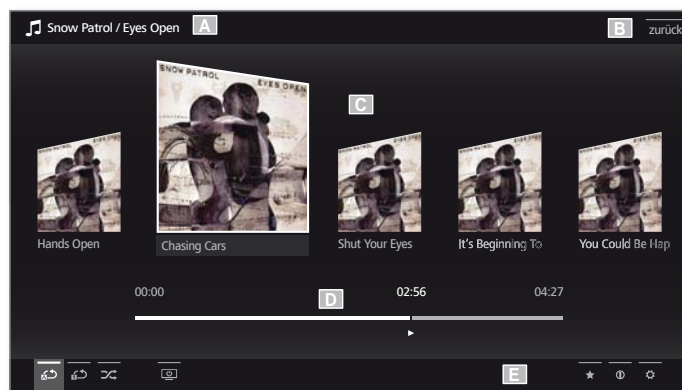 Snow Patrol / Eyes Open A B zurück
SNOW PATROL EYES OPEN
C
Hands Open Chasing Cars Shut Your Eyes It's Beginning To You Could Be Hap
00:00 D 02:56 04:27
E